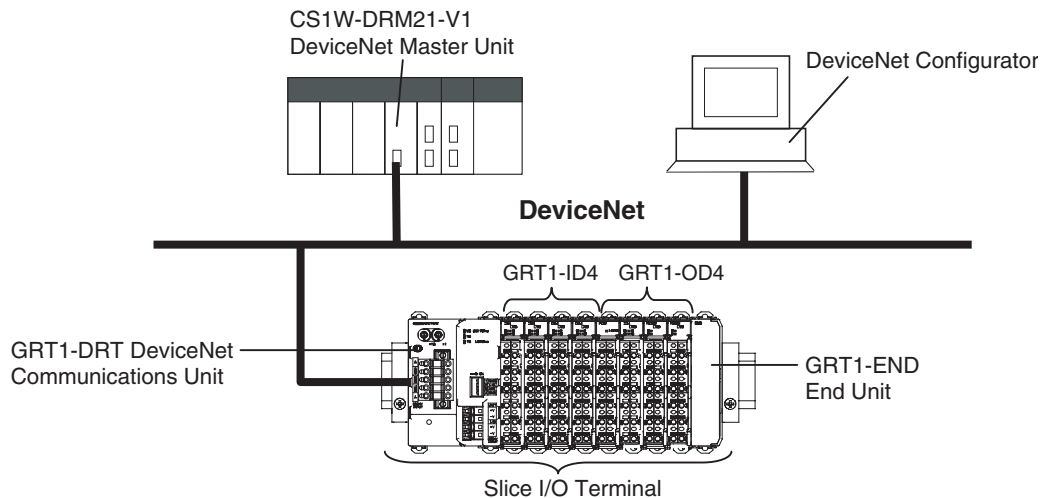 CS1W-DRM21-V1
DeviceNet Master Unit
DeviceNet Configurator
DeviceNet
GRT1-ID4 GRT1-OD4
GRT1-DRT DeviceNet
Communications Unit
GRT1-END
End Unit
Slice I/O Terminal